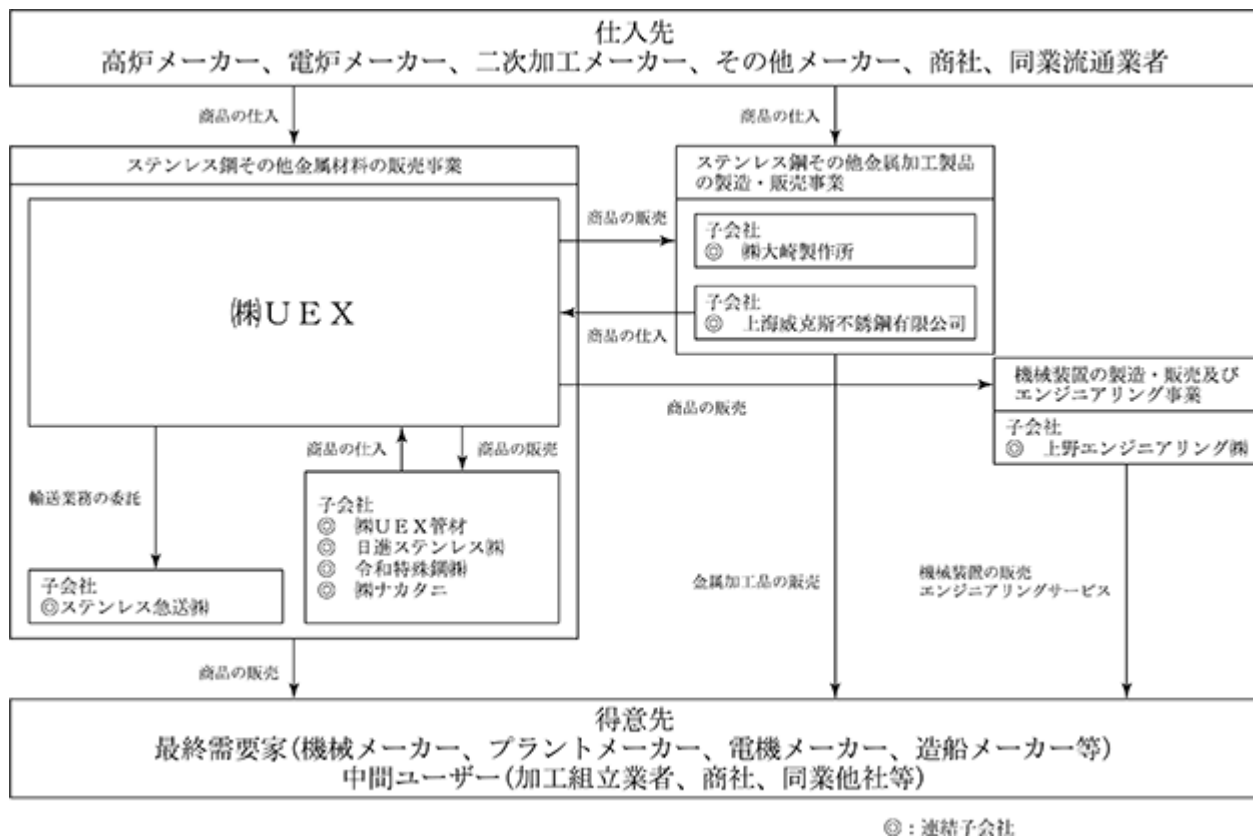 仕入先
高炉メーカー、電炉メーカー、二次加工メーカー、その他メーカー、商社、同業流通業者
商品の仕入
商品の仕入
ステンレス鋼その他金属材料の販売事業
ステンレス鋼その他金属加工製品
の製造・販売事業
㈱UEX
商品の販売
子会社
◎ ㈱大崎製作所
子会社
◎ 上海威克斯不銹鋼有限公司
商品の仕入
商品の販売
機械装置の製造・販売及び
エンジニアリング事業
子会社
◎ 上野エンジニアリング㈱
商品の仕入
商品の販売
輸送業務の委託
子会社
◎ステンレス急送㈱
子会社
◎ ㈱UEX管材
◎ 日進ステンレス㈱
◎ 令和特殊鋼㈱
◎ ㈱ナカタニ
金属加工品の販売
機械装置の販売
エンジニアリングサービス
商品の販売
得意先
最終需要家(機械メーカー、プラントメーカー、電機メーカー、造船メーカー等)
中間ユーザー(加工組立業者、商社、同業他社等)
◎：連結子会社